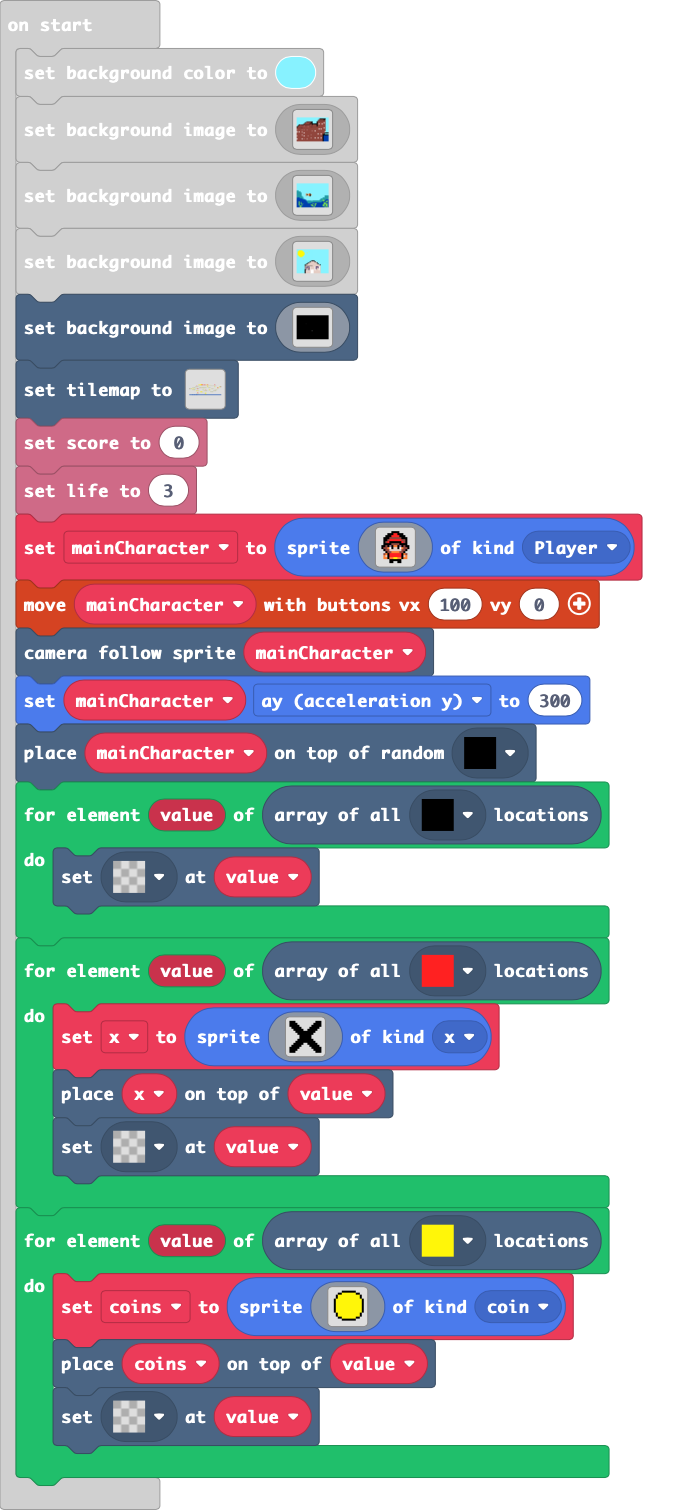 on start
set background color to
set background image to
set background image to
set background image to
set background image to
set tilemap to
set score to 0
set life to 3
set mainCharacter to sprite of kind Player
move mainCharacter with buttons vx 100 vy 0
camera follow sprite mainCharacter
set mainCharacter ay (acceleration y) to 300
place mainCharacter on top of random
for element value of array of all locations
do
set at value
for element value of array of all locations
do
set x to sprite of kind x
place x on top of value
set at value
for element value of array of all locations
do
set coins to sprite of kind coin
place coins on top of value
set at value